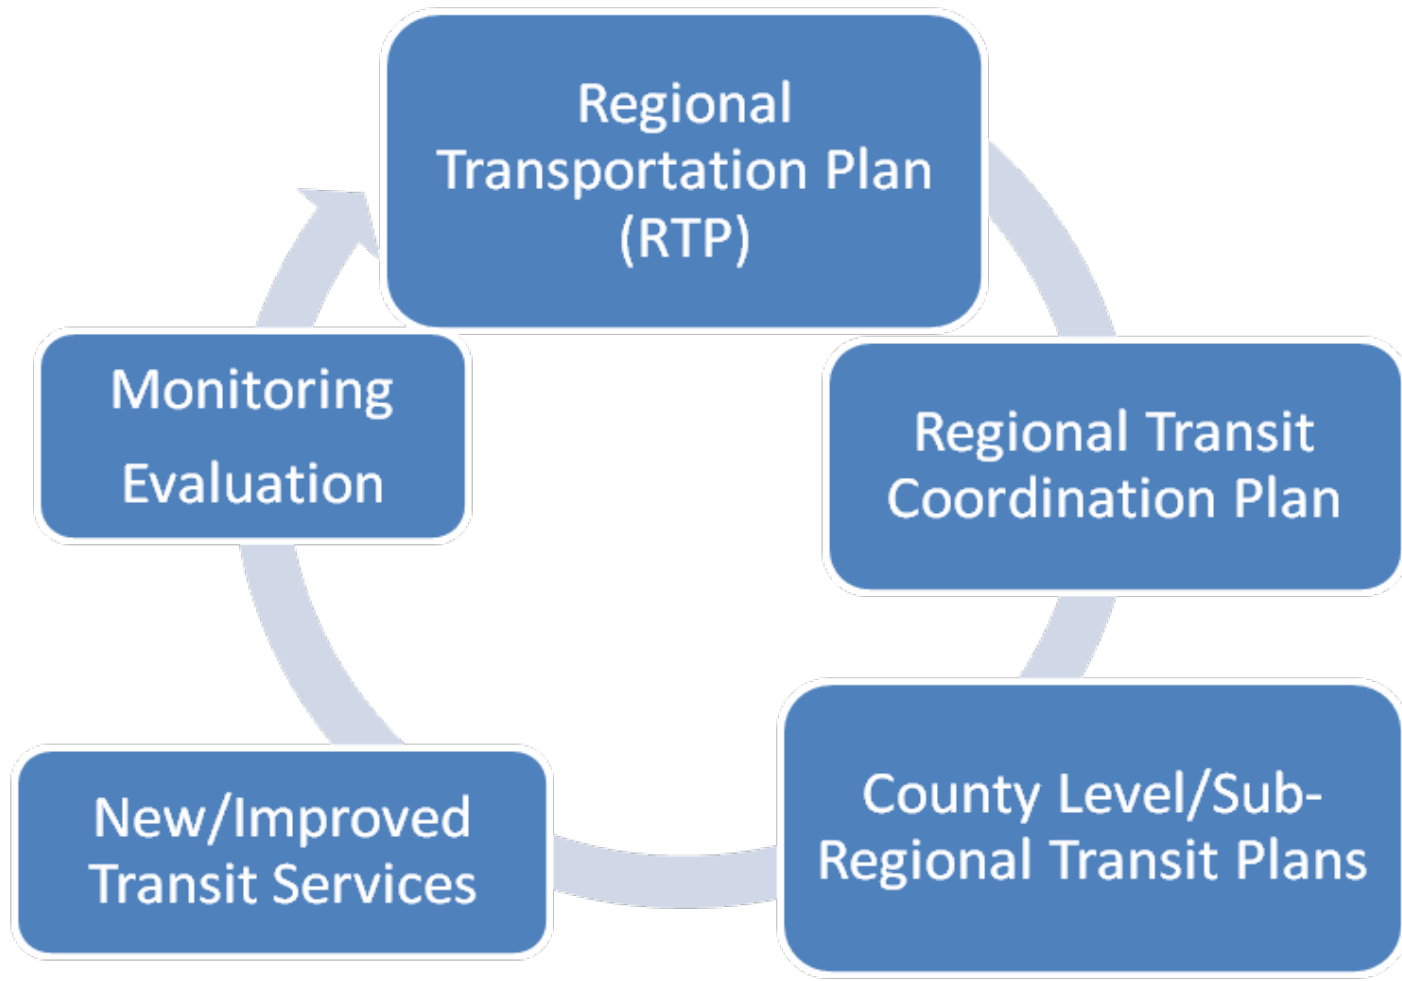 Regional
Transportation Plan
(RTP)
Regional Transit
Coordination Plan
County Level/Sub-
Regional Transit Plans
New/Improved
Transit Services
Monitoring
Evaluation